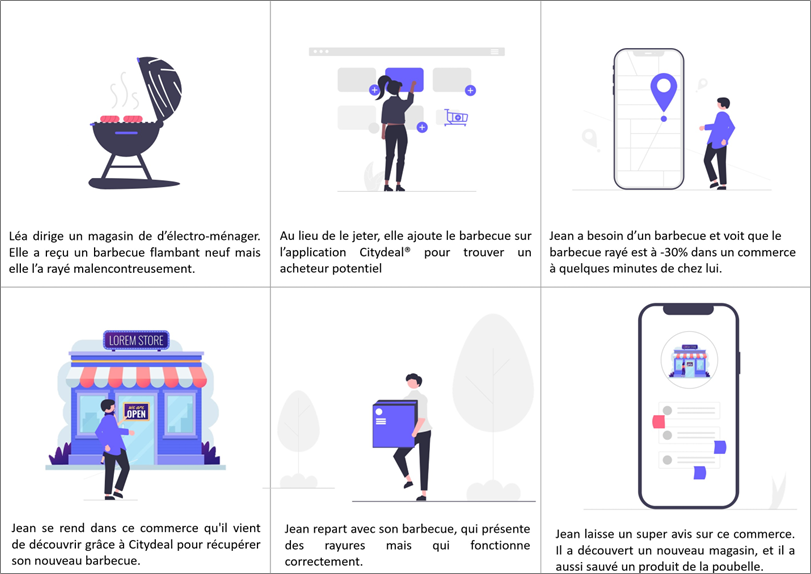 Léa dirige un magasin de d’électro-ménager.
Elle a reçu un barbecue flambant neuf mais
elle l’a rayé malencontreusement.
Au lieu de le jeter, elle ajoute le barbecue sur
l’application Citydeal® pour trouver un
acheteur potentiel
Jean a besoin d’un barbecue et voit que le
barbecue rayé est à -30% dans un commerce
à quelques minutes de chez lui.
LOREM STORE
WE ARE
OPEN
Jean se rend dans ce commerce qu'il vient
de découvrir grâce à Citydeal pour récupérer
son nouveau barbecue.
Jean repart avec son barbecue, qui présente
des rayures mais qui fonctionne
correctement.
Jean laisse un super avis sur ce commerce.
Il a découvert un nouveau magasin, et il a
aussi sauvé un produit de la poubelle.